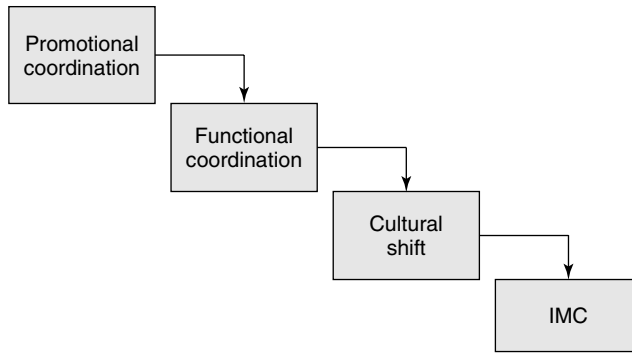 Promotional
coordination
Functional
coordination
Cultural
shift
IMC